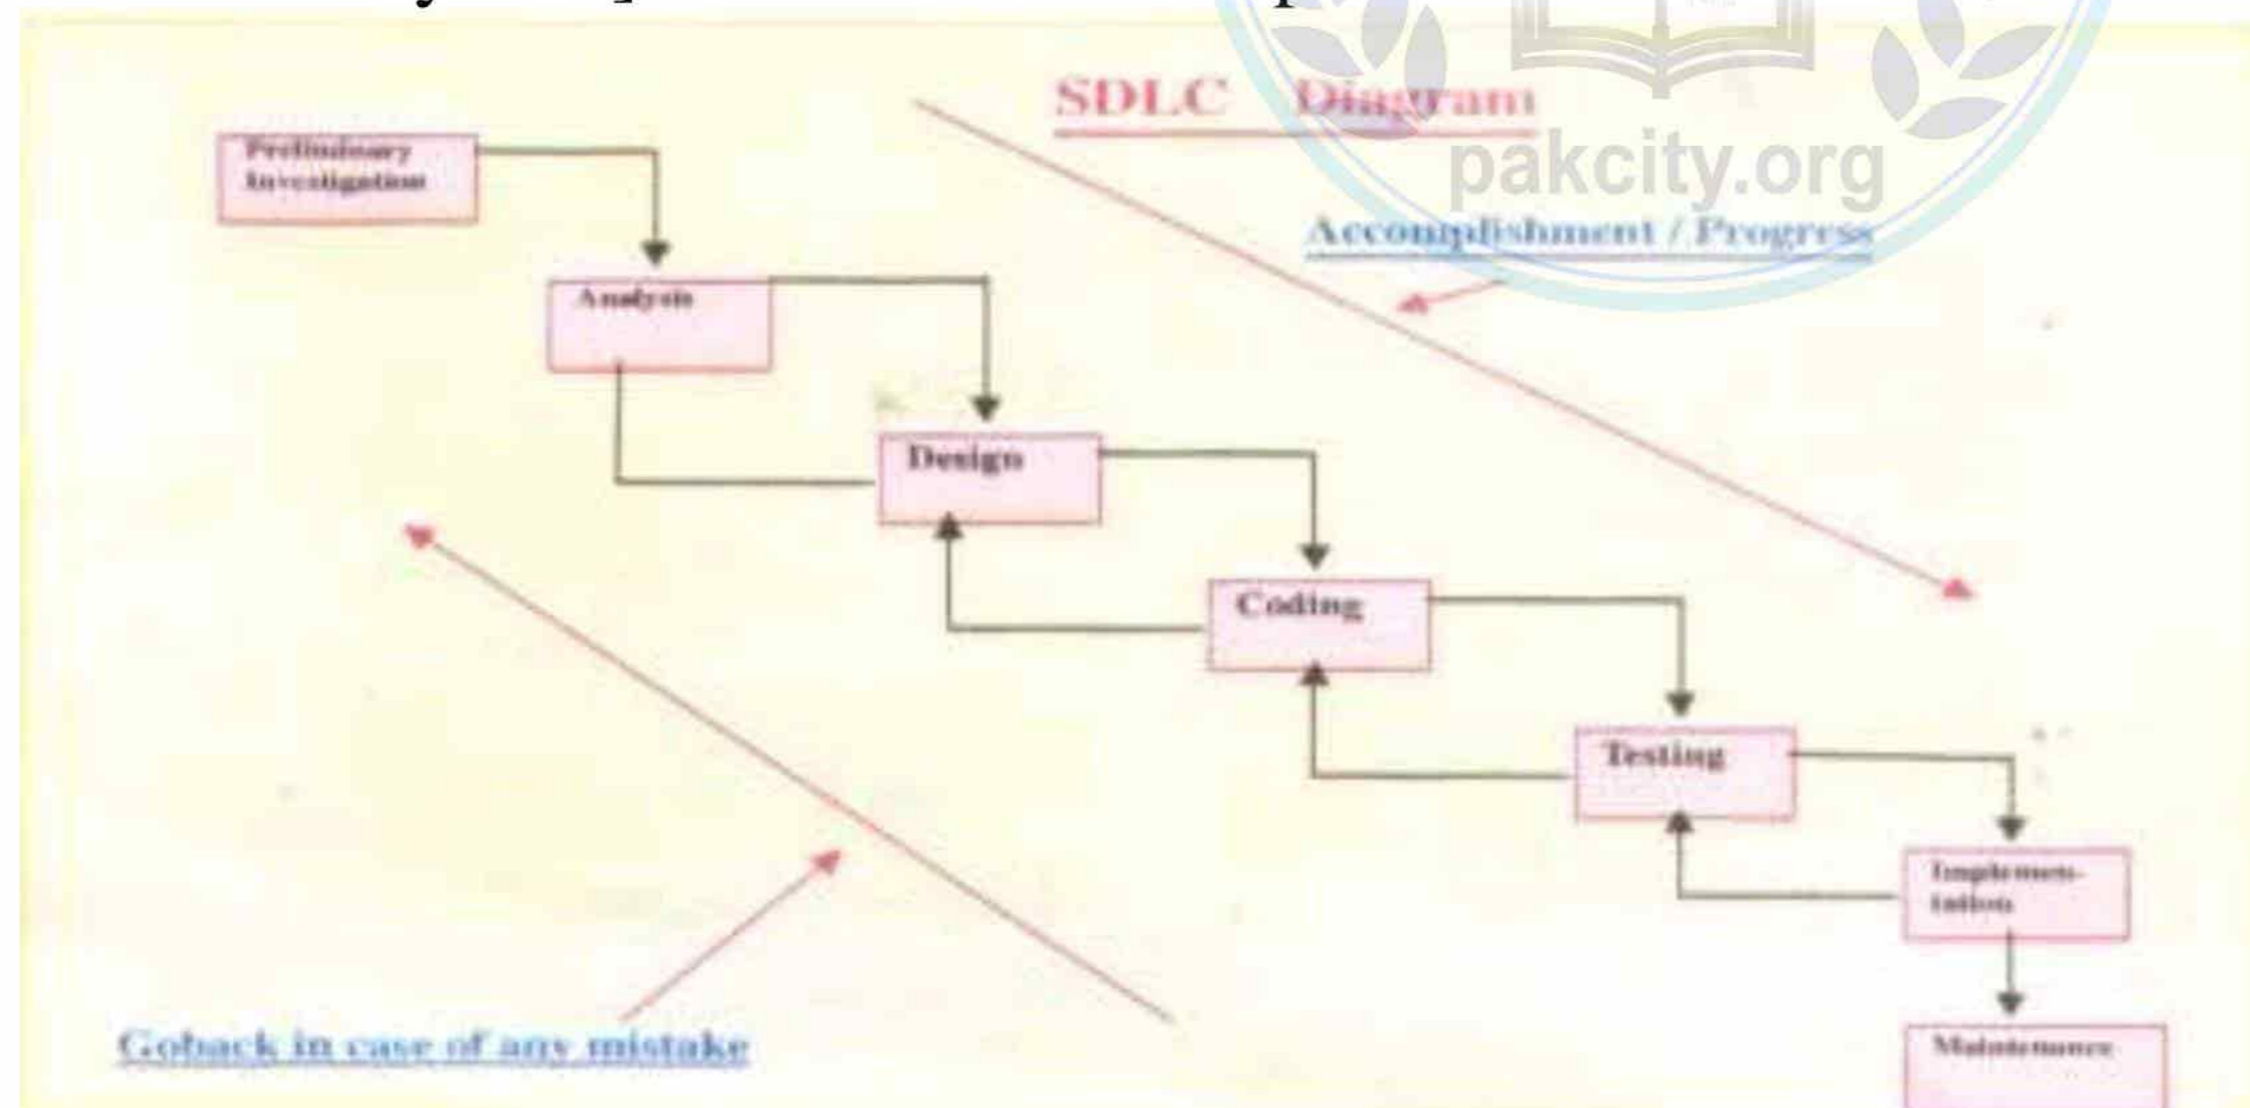 SDLC Diagram
pakcity.org
Accomplishment / Progress
Preliminary
Investigation
Analysis
Design
Coding
Testing
Implemen-
tation
Maintenance
Goback in case of any mistake